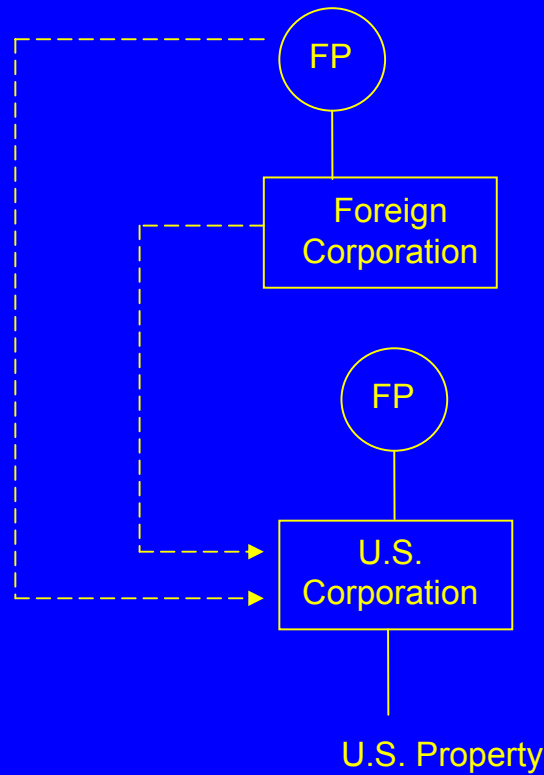 FP
Foreign
Corporation
FP
U.S.
Corporation
U.S. Property